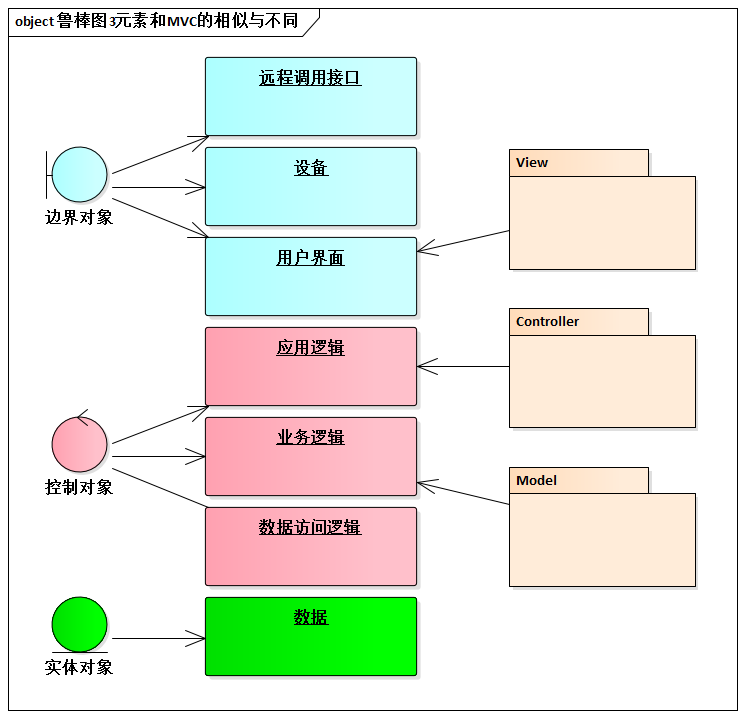 object 鲁棒图3元素和MVC的相似与不同
远程调用接口
设备
用户界面
应用逻辑
业务逻辑
数据访问逻辑
数据
边界对象
控制对象
实体对象
View
Controller
Model